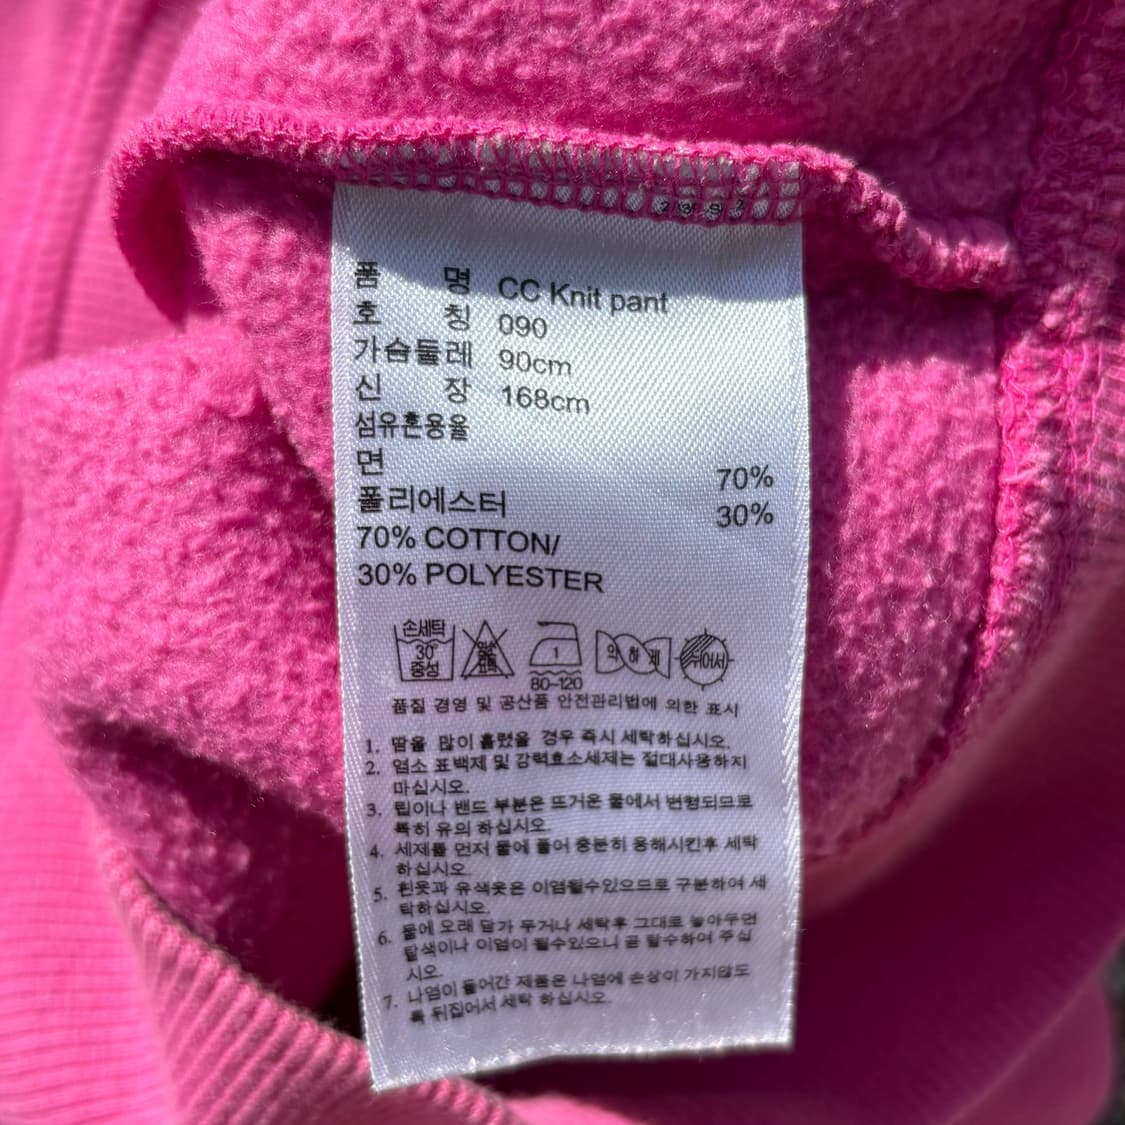 품 명 CC Knit pant
호 칭 090
가슴둘레 90cm
신 장 168cm
섬유혼용율
면 70%
폴리에스터 30%
70% COTTON/
30% POLYESTER
손세탁
30°
중성
1
80~120
드라이
뉘어서
품질 경영 및 공산품 안전관리법에 의한 표시
1. 땀을 많이 흘렸을 경우 즉시 세탁하십시오.
2. 염소 표백제 및 강력효소세제는 절대사용하지
마십시오.
3. 립이나 밴드 부분은 뜨거운 물에서 변형되므로
특히 유의 하십시오.
4. 세제를 먼저 물에 풀어 충분히 용해시킨후 세탁
하십시오.
5. 흰옷과 유색옷은 이염될수있으므로 구분하여 세
탁하십시오.
6. 물에 오래 담가 두거나 세탁후 그대로 놓아두면
탈색이나 이염이 될수있으니 곧 탈수하여 주십
시오.
7. 나염이 들어간 제품은 나염에 손상이 가지않도
록 뒤집어서 세탁 하십시오.